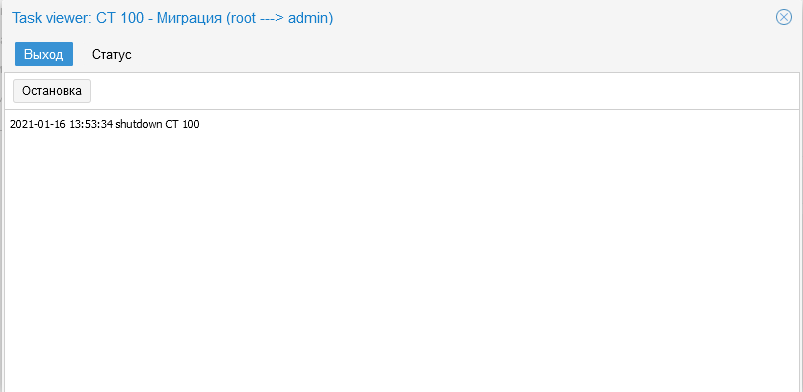 Task viewer: CT 100 - Миграция (root ---> admin)
Выход Статус
Остановка
2021-01-16 13:53:34 shutdown CT 100